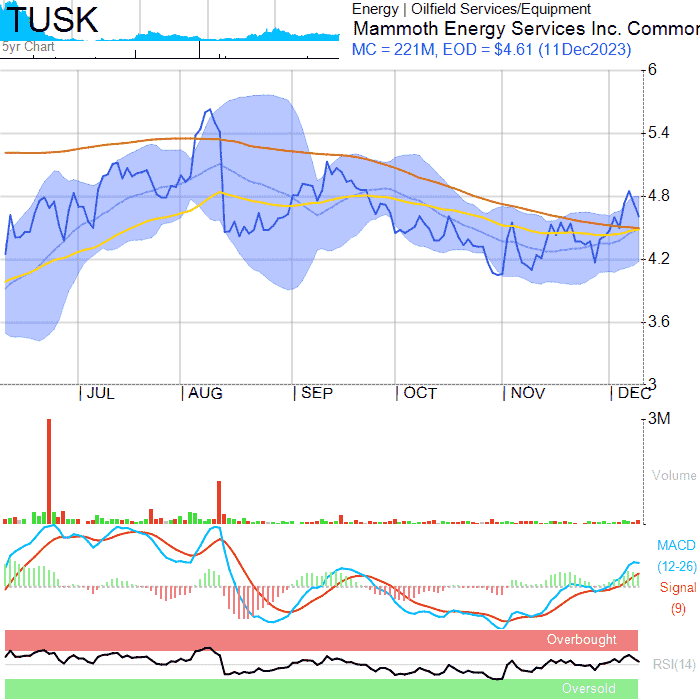 TUSK
5yr Chart
Energy | Oilfield Services/Equipment
Mammoth Energy Services Inc. Common
MC = 221M, EOD = $4.61 (11Dec2023)
6
5.4
4.8
4.2
3.6
3
JUL AUG SEP OCT NOV DEC
3M
Volume
MACD
(12-26)
Signal
(9)
Overbought
RSI(14)
Oversold